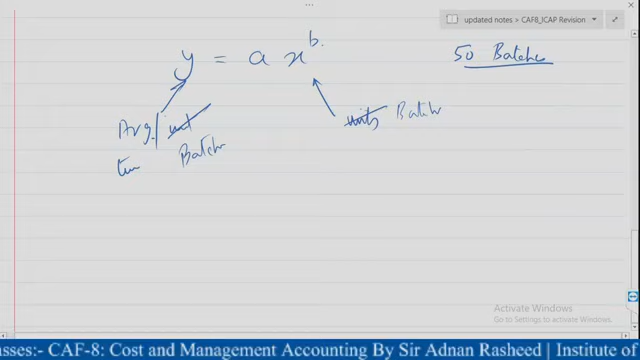 updated notes > CAF8_ICAP Revision
y = a x^b.
50 Batches
Avg./ unit
Batch
units Batch
Activate Windows
Go to Settings to activate Windows.
asses:- CAF-8: Cost and Management Accounting By Sir Adnan Rasheed | Institute of